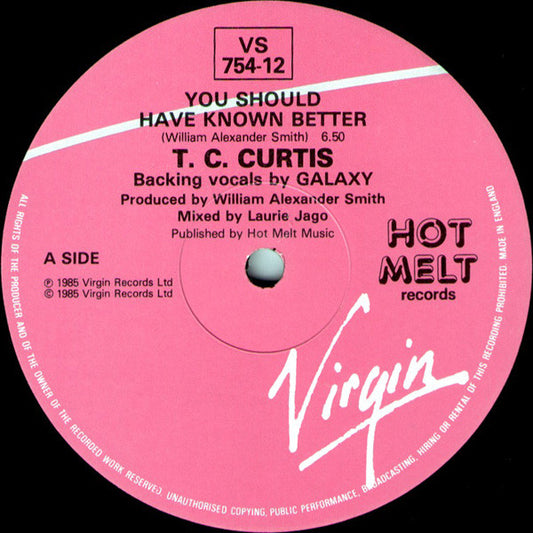 VS
754-12
YOU SHOULD
HAVE KNOWN BETTER
(William Alexander Smith) 6.50
T. C. CURTIS
Backing vocals by GALAXY
Produced by William Alexander Smith
Mixed by Laurie Jago
Published by Hot Melt Music
A SIDE
℗ 1985 Virgin Records Ltd
© 1985 Virgin Records Ltd
HOT
MELT
records
Virgin
ALL RIGHTS OF THE PRODUCER AND OF THE OWNER OF THE RECORDED WORK RESERVED. UNAUTHORISED COPYING, PUBLIC PERFORMANCE, BROADCASTING, HIRING OR RENTAL OF THIS RECORDING PROHIBITED. MADE IN ENGLAND